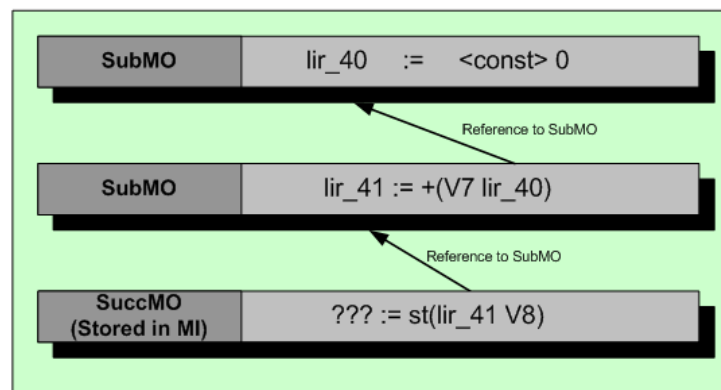 SubMO lir_40 := <const> 0
Reference to SubMO
SubMO lir_41 := +(V7 lir_40)
Reference to SubMO
SuccMO
(Stored in MI) ??? := st(lir_41 V8)